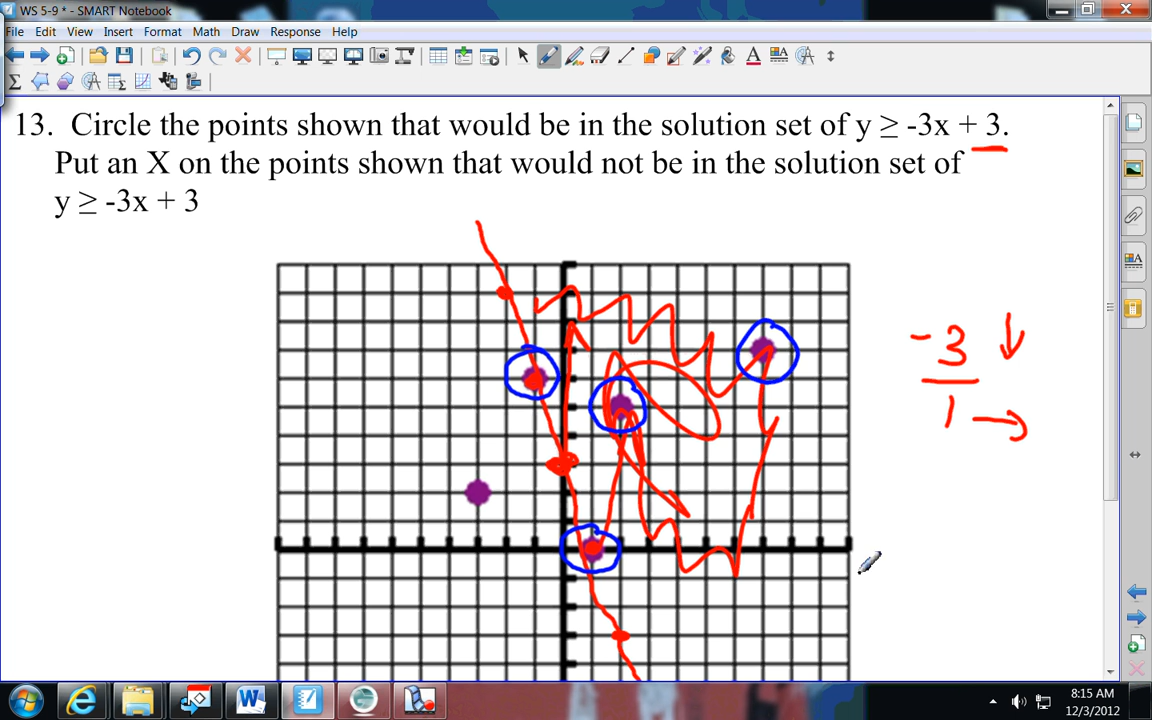 WS 5-9 * - SMART Notebook
File Edit View Insert Format Math Draw Response Help
13. Circle the points shown that would be in the solution set of y ≥ -3x + 3.
Put an X on the points shown that would not be in the solution set of
y ≥ -3x + 3
-3
1
8:15 AM
12/3/2012